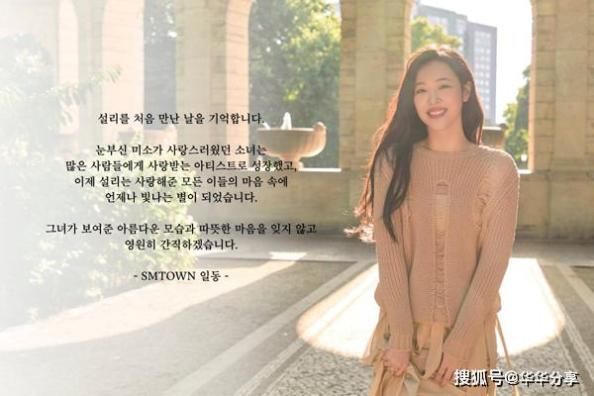 설리를 처음 만난 날을 기억합니다.
눈부신 미소가 사랑스러웠던 소녀는
많은 사람들에게 사랑받는 아티스트로 성장했고,
이제 설리는 사랑해준 모든 이들의 마음 속에
언제나 빛나는 별이 되었습니다.
그녀가 보여준 아름다운 모습과 따뜻한 마음을 잊지 않고
영원히 간직하겠습니다.
- SMTOWN 일동 -
搜狐号@华华分享